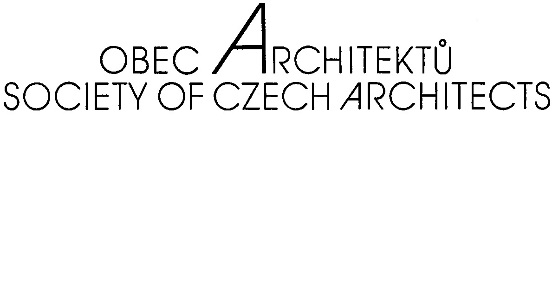 OBEC ARCHITEKTŮ
SOCIETY OF CZECH ARCHITECTS